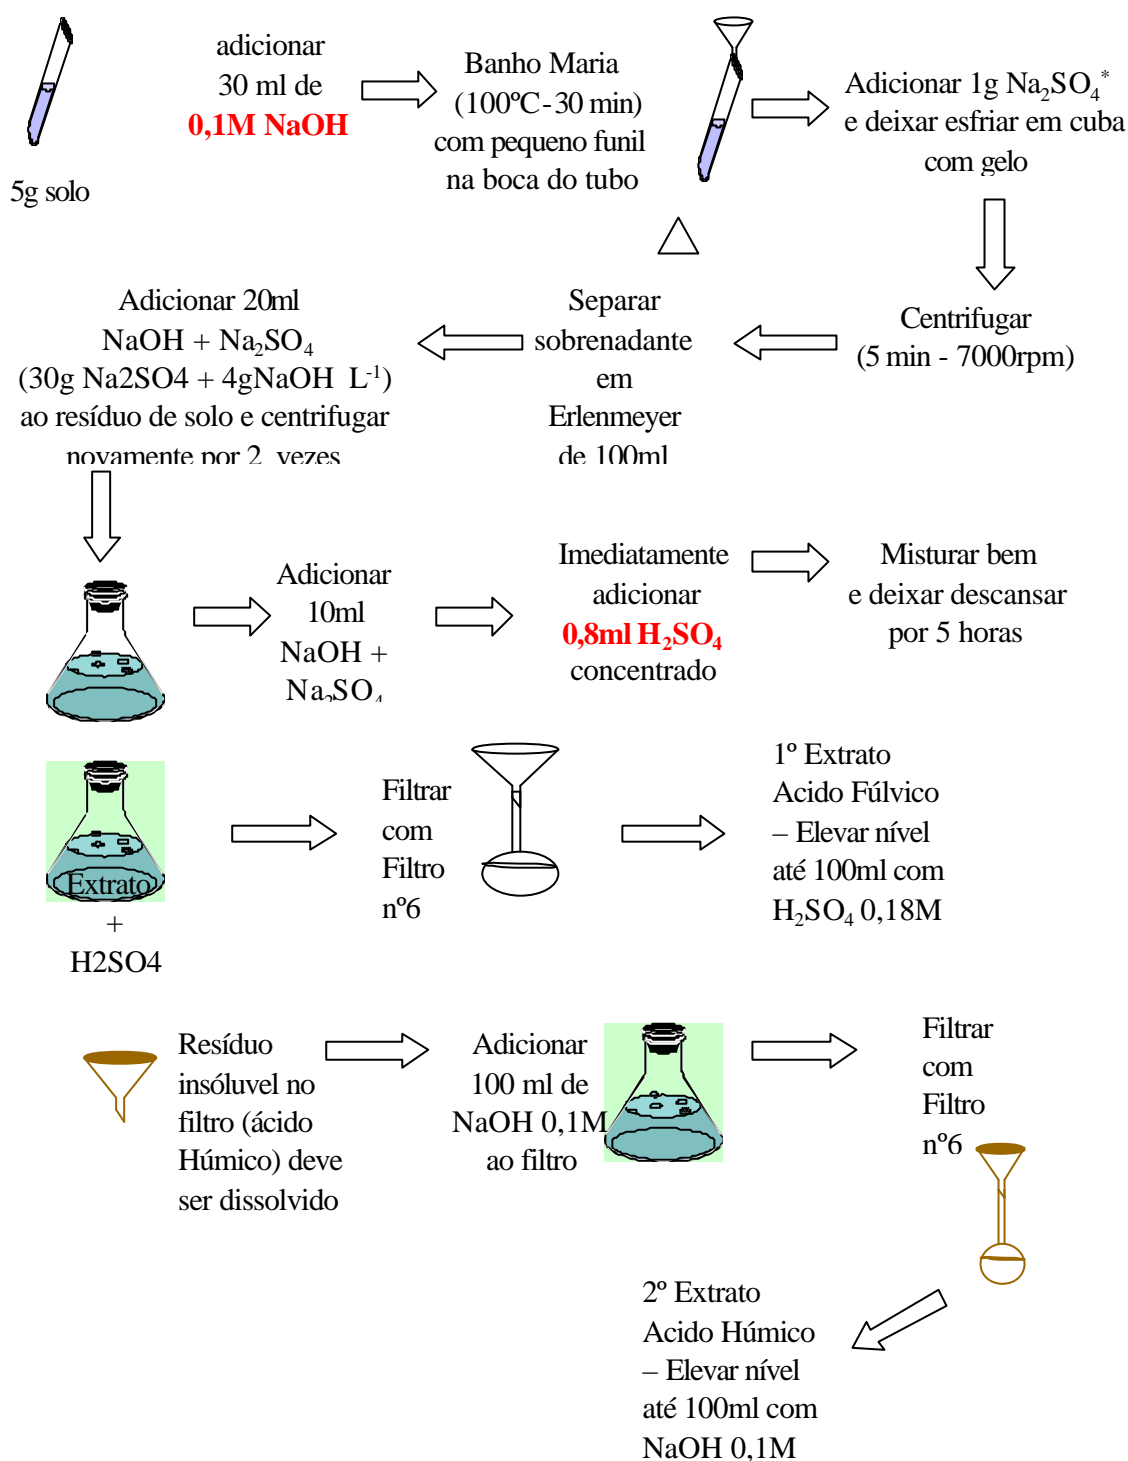 5g solo
adicionar
30 ml de
0,1M NaOH
Banho Maria
(100ºC-30 min)
com pequeno funil
na boca do tubo
Adicionar 1g Na₂SO₄*
e deixar esfriar em cuba
com gelo
Centrifugar
(5 min - 7000rpm)
Separar
sobrenadante
em
Erlenmeyer
de 100ml
Adicionar 20ml
NaOH + Na₂SO₄
(30g Na2SO4 + 4gNaOH L⁻¹)
ao resíduo de solo e centrifugar
novamente por 2 vezes
Adicionar
10ml
NaOH +
Na₂SO₄
Imediatamente
adicionar
0,8ml H₂SO₄
concentrado
Misturar bem
e deixar descansar
por 5 horas
Extrato
+
H2SO4
Filtrar
com
Filtro
nº6
1º Extrato
Acido Fúlvico
– Elevar nível
até 100ml com
H₂SO₄ 0,18M
Resíduo
insóluvel no
filtro (ácido
Húmico) deve
ser dissolvido
Adicionar
100 ml de
NaOH 0,1M
ao filtro
Filtrar
com
Filtro
nº6
2º Extrato
Acido Húmico
– Elevar nível
até 100ml com
NaOH 0,1M